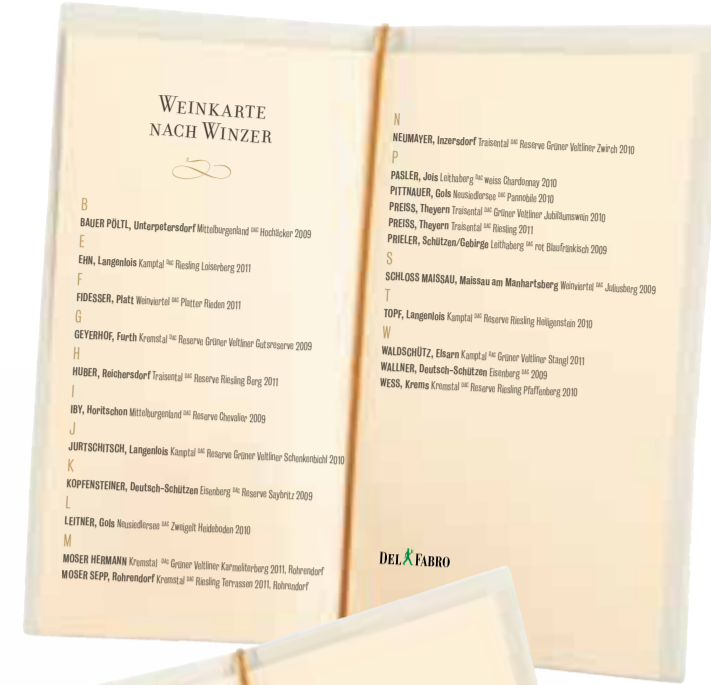 WEINKARTE
NACH WINZER
B
BAUER PÖLTL, Unterpetersdorf Mittelburgenland DAC Hochäcker 2009
E
EHN, Langenlois Kamptal DAC Riesling Loiserberg 2011
F
FIDESSER, Platt Weinviertel DAC Platter Rieden 2011
G
GEYERHOF, Furth Kremstal DAC Reserve Grüner Veltliner Gutsreserve 2009
H
HUBER, Reichersdorf Traisental DAC Reserve Riesling Berg 2011
I
IBY, Horitschon Mittelburgenland DAC Reserve Chevalier 2009
J
JURTSCHITSCH, Langenlois Kamptal DAC Reserve Grüner Veltliner Schenkenbichl 2010
K
KOPFENSTEINER, Deutsch-Schützen Eisenberg DAC Reserve Saybritz 2009
L
LEITNER, Gols Neusiedlersee DAC Zweigelt Heideboden 2010
M
MOSER HERMANN Kremstal DAC Grüner Veltliner Karmeliterberg 2011, Rohrendorf
MOSER SEPP, Rohrendorf Kremstal DAC Riesling Terrassen 2011, Rohrendorf
N
NEUMAYER, Inzersdorf Traisental DAC Reserve Grüner Veltliner Zwirch 2010
P
PASLER, Jois Leithaberg DAC weiss Chardonnay 2010
PITTNAUER, Gols Neusiedlersee DAC Pannobile 2010
PREISS, Theyern Traisental DAC Grüner Veltliner Jubiläumswein 2010
PREISS, Theyern Traisental DAC Riesling 2011
PRIELER, Schützen/Gebirge Leithaberg DAC rot Blaufränkisch 2009
S
SCHLOSS MAISSAU, Maissau am Manhartsberg Weinviertel DAC Juliusberg 2009
T
TOPF, Langenlois Kamptal DAC Reserve Riesling Heiligenstein 2010
W
WALDSCHÜTZ, Elsarn Kamptal DAC Grüner Veltliner Stangl 2011
WALLNER, Deutsch-Schützen Eisenberg DAC 2009
WESS, Krems Kremstal DAC Reserve Riesling Pfaffenberg 2010
DEL FABRO